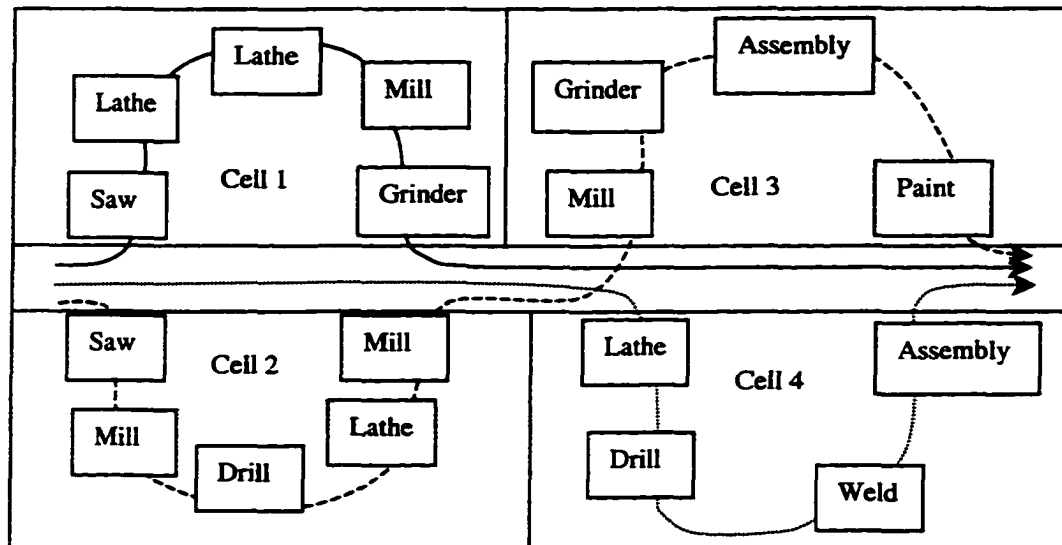 Lathe
Lathe
Mill
Saw
Cell 1
Grinder
Assembly
Grinder
Mill
Cell 3
Paint
Saw
Cell 2
Mill
Mill
Drill
Lathe
Lathe
Cell 4
Assembly
Drill
Weld